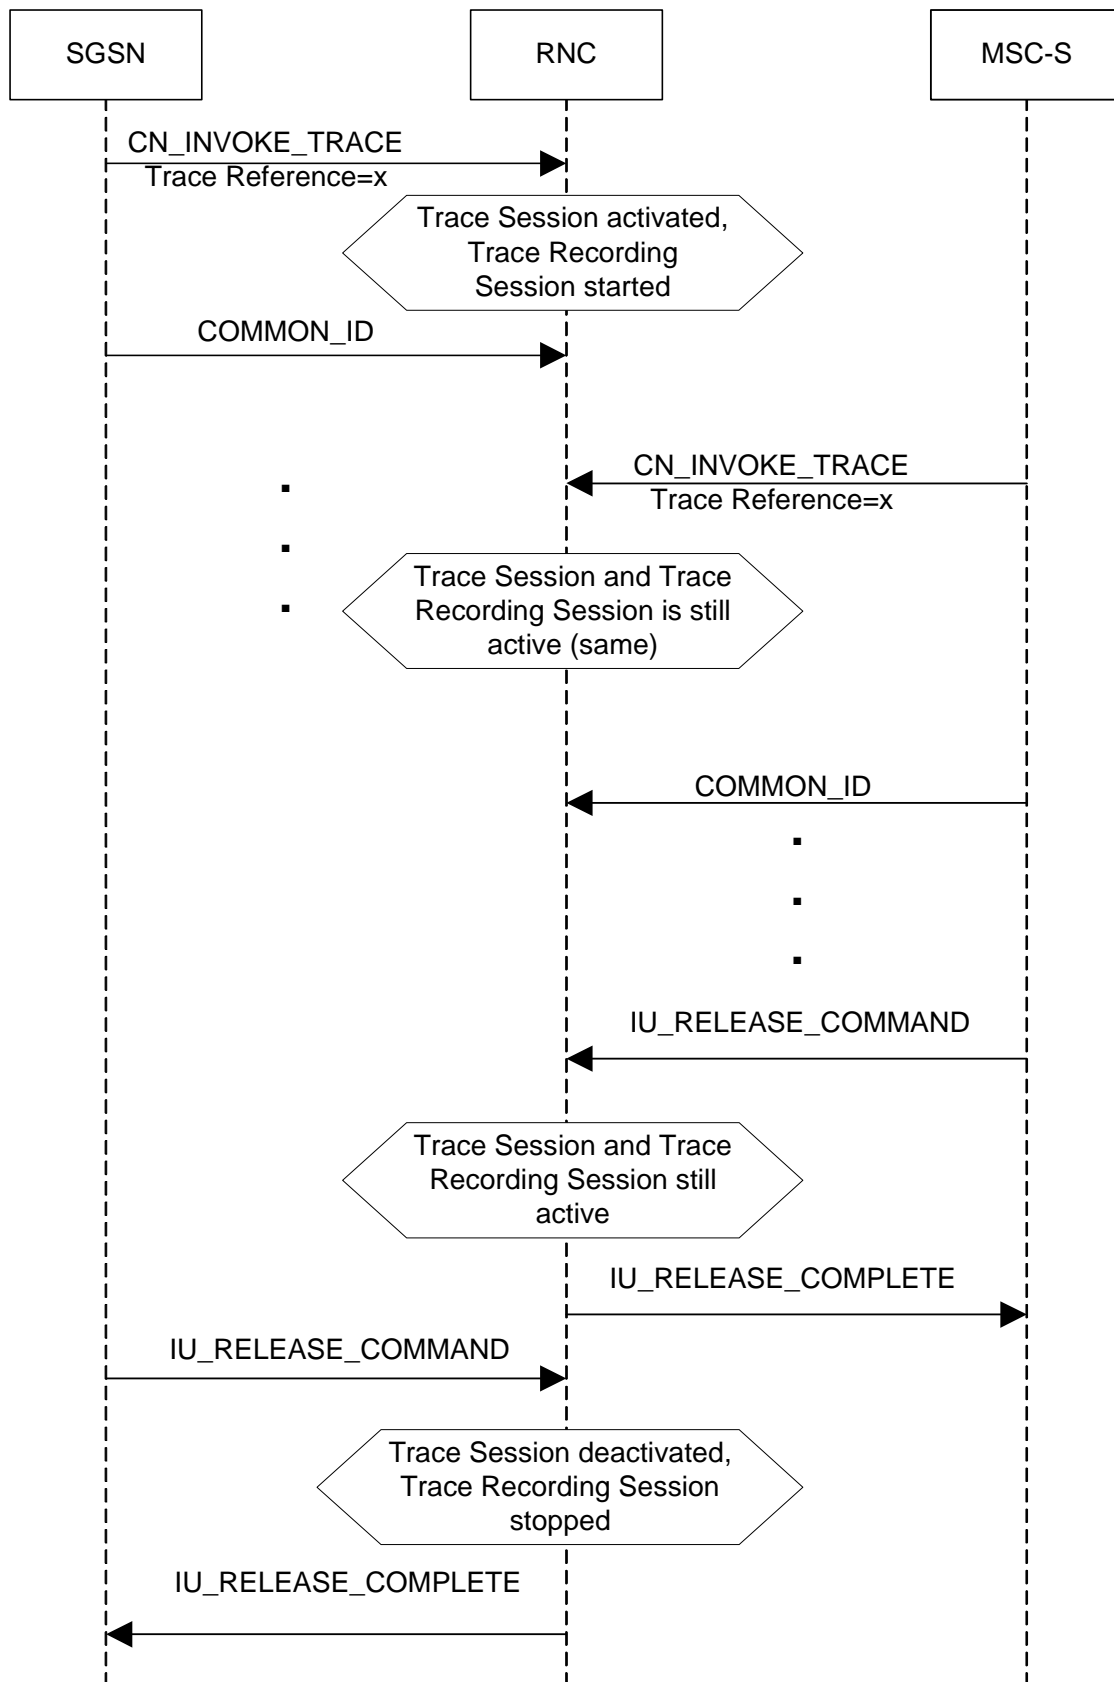 SGSN
RNC
MSC-S
CN_INVOKE_TRACE
Trace Reference=x
Trace Session activated,
Trace Recording
Session started
COMMON_ID
CN_INVOKE_TRACE
Trace Reference=x
Trace Session and Trace
Recording Session is still
active (same)
COMMON_ID
IU_RELEASE_COMMAND
Trace Session and Trace
Recording Session still
active
IU_RELEASE_COMPLETE
IU_RELEASE_COMMAND
Trace Session deactivated,
Trace Recording Session
stopped
IU_RELEASE_COMPLETE